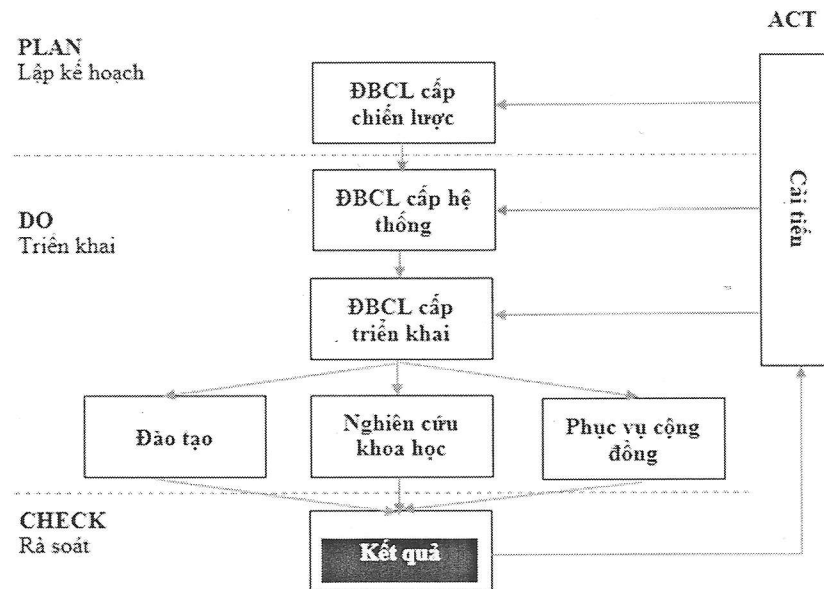 ACT
PLAN
Lập kế hoạch
ĐBCL cấp
chiến lược
Cải tiến
DO
Triển khai
ĐBCL cấp hệ
thống
ĐBCL cấp
triển khai
Đào tạo
Nghiên cứu
khoa học
Phục vụ cộng
đồng
CHECK
Rà soát
Kết quả